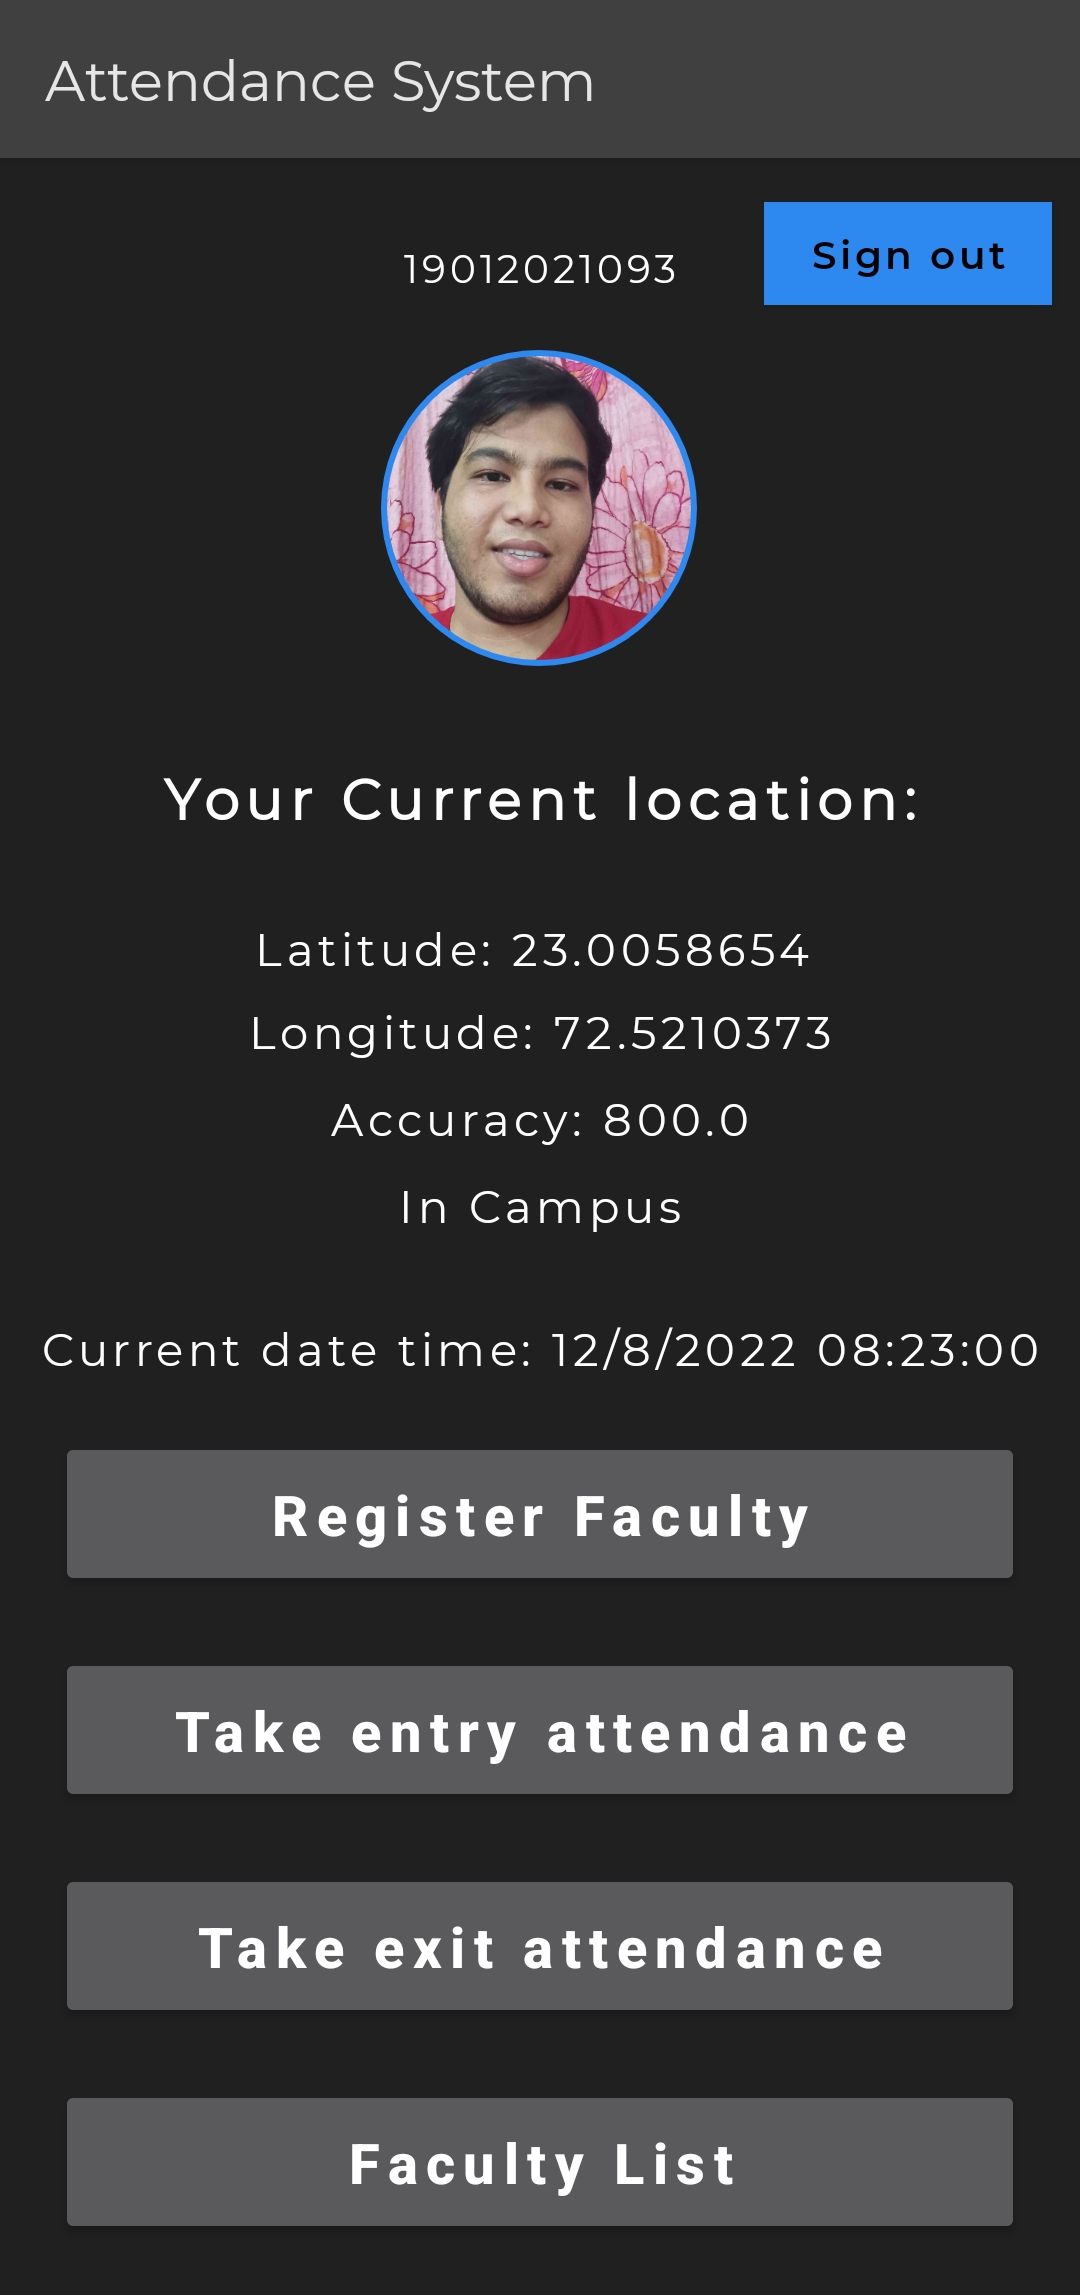 Attendance System
19012021093
Sign out
Your Current location:
Latitude: 23.0058654
Longitude: 72.5210373
Accuracy: 800.0
In Campus
Current date time: 12/8/2022 08:23:00
Register Faculty
Take entry attendance
Take exit attendance
Faculty List